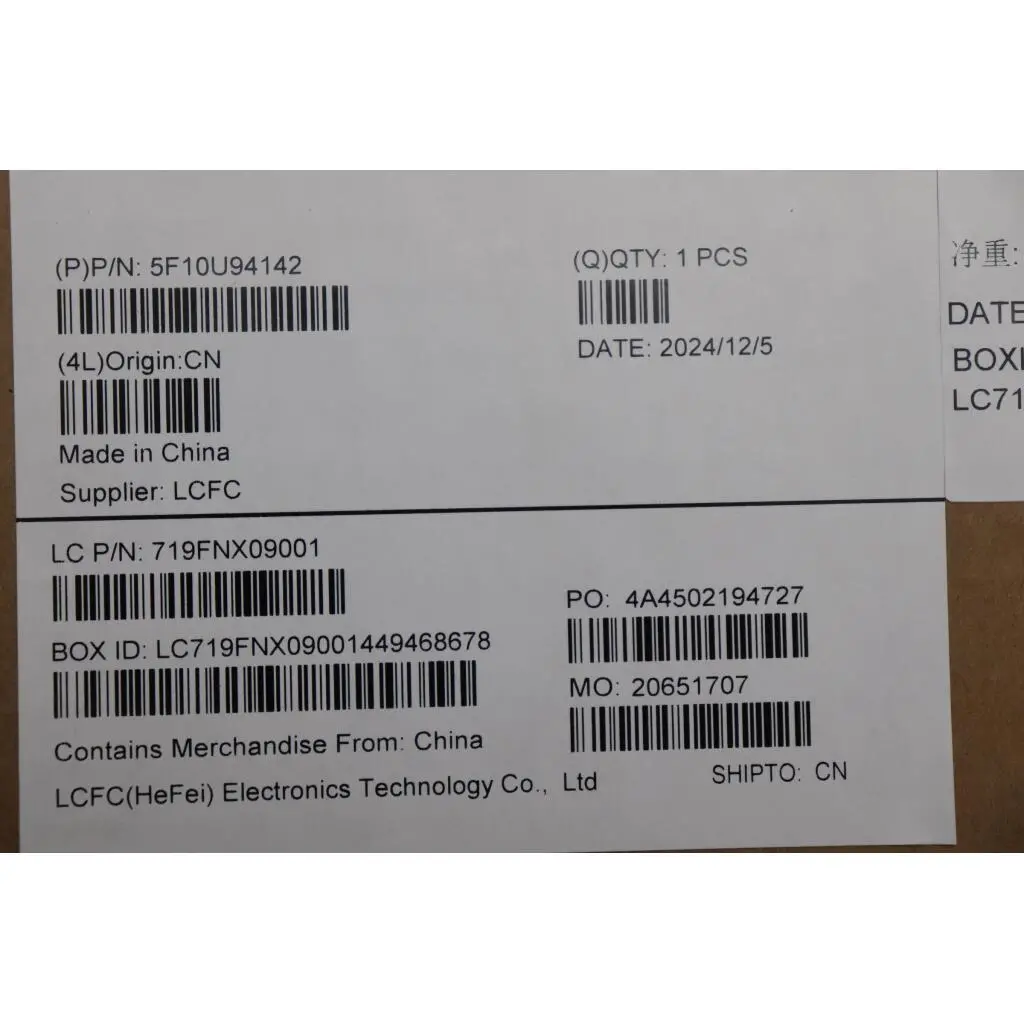 (P)P/N: 5F10U94142
(Q)QTY: 1 PCS
(4L)Origin:CN
DATE: 2024/12/5
Made in China
Supplier: LCFC
LC P/N: 719FNX09001
PO: 4A4502194727
BOX ID: LC719FNX09001449468678
MO: 20651707
Contains Merchandise From: China
SHIPTO: CN
LCFC(HeFei) Electronics Technology Co., Ltd
净重:
DATE
BOXI
LC71